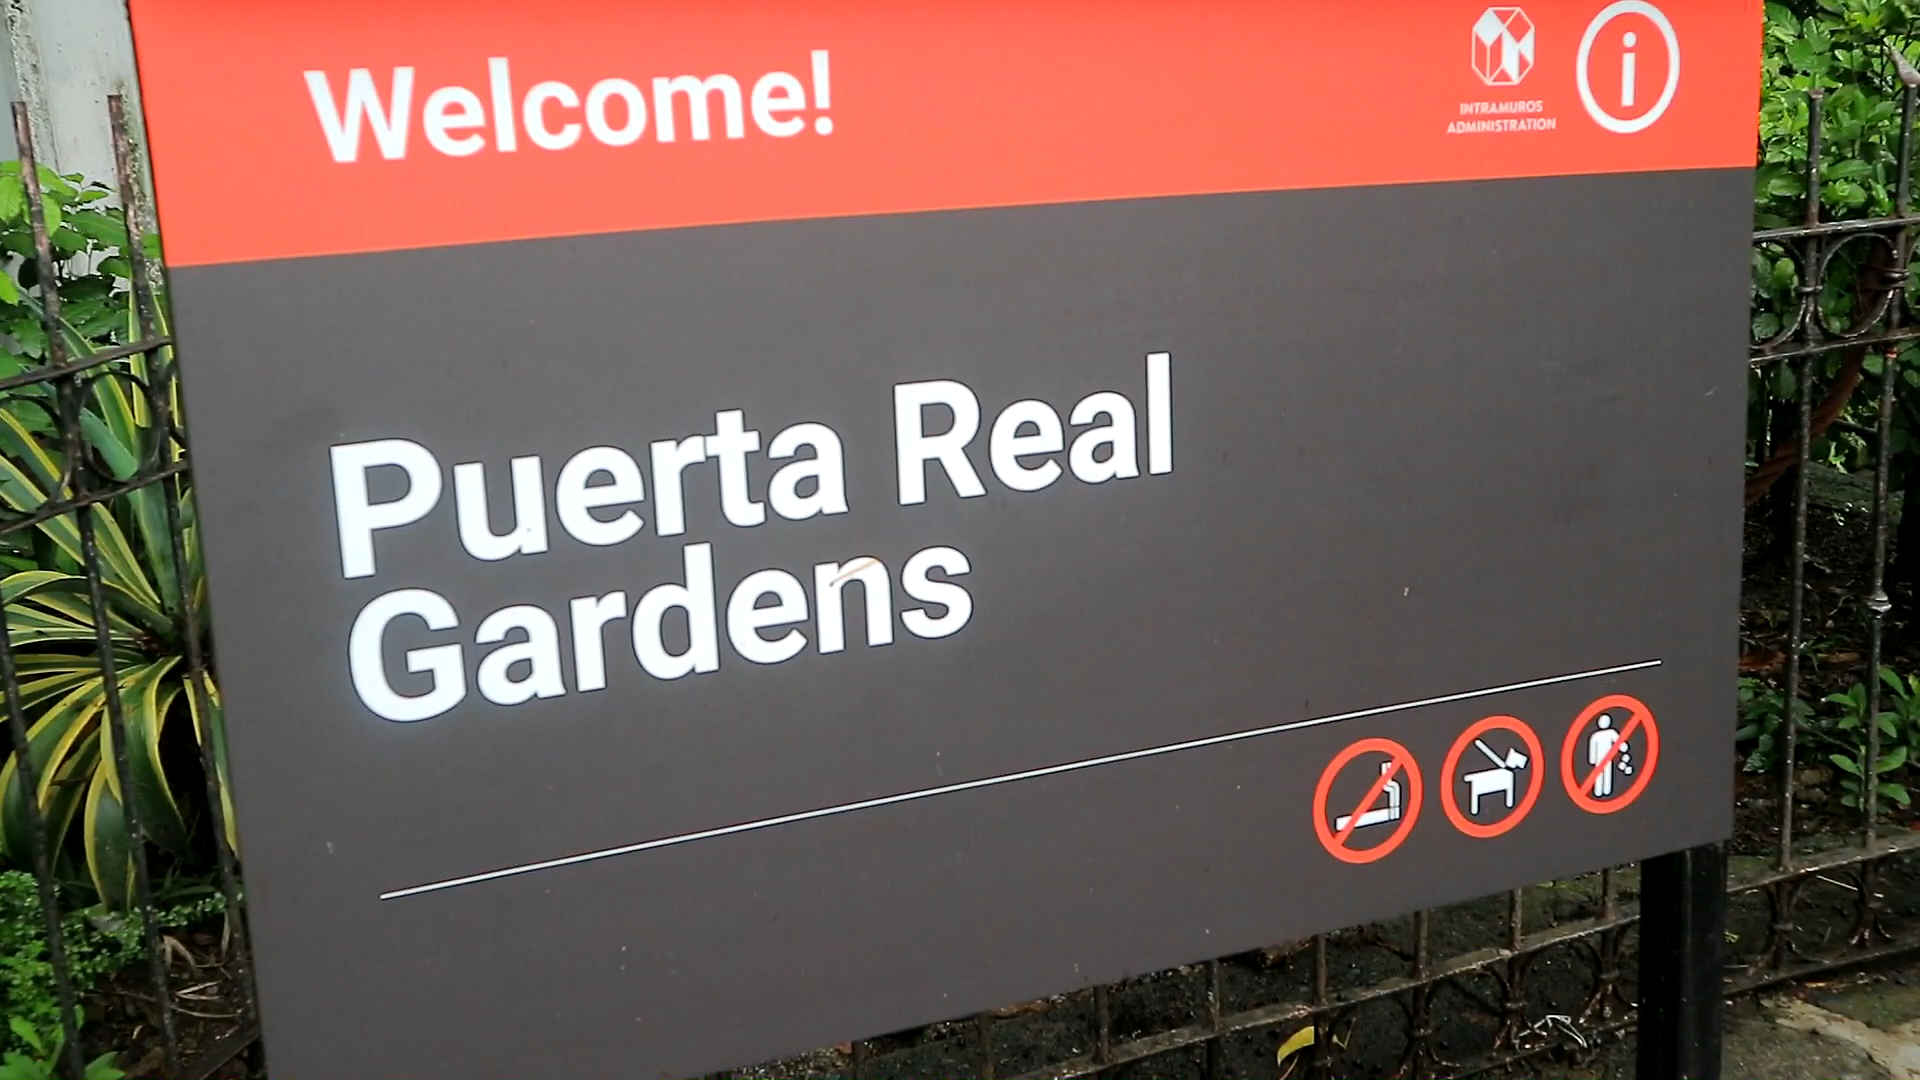 Welcome!
INTRAMUROS
ADMINISTRATION
i
Puerta Real
Gardens